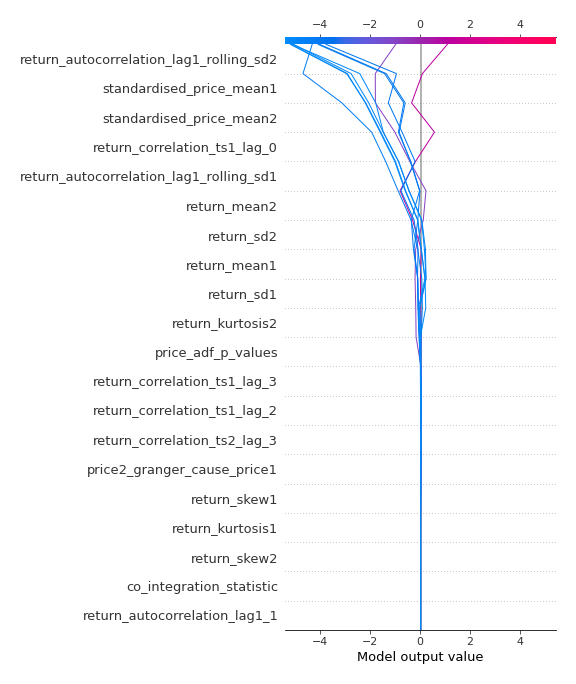 −4 −2 0 2 4
return_autocorrelation_lag1_rolling_sd2
standardised_price_mean1
standardised_price_mean2
return_correlation_ts1_lag_0
return_autocorrelation_lag1_rolling_sd1
return_mean2
return_sd2
return_mean1
return_sd1
return_kurtosis2
price_adf_p_values
return_correlation_ts1_lag_3
return_correlation_ts1_lag_2
return_correlation_ts2_lag_3
price2_granger_cause_price1
return_skew1
return_kurtosis1
return_skew2
co_integration_statistic
return_autocorrelation_lag1_1
−4 −2 0 2 4
Model output value